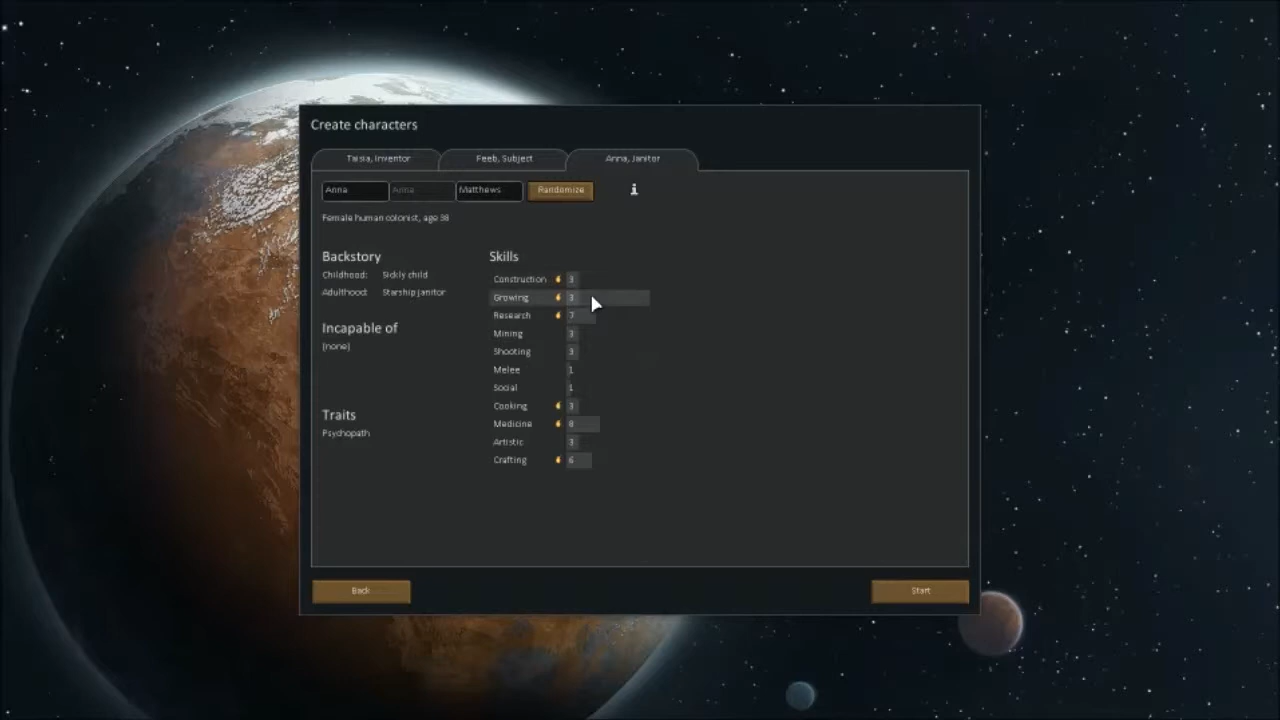 Create characters
Taisia, Inventor
Feeb, Subject
Anna, Janitor
Anna
Anna
Matthews
Randomize
Female human colonist, age 38
Backstory
Childhood: Sickly child
Adulthood: Starship janitor
Incapable of
(none)
Traits
Psychopath
Skills
Construction 3
Growing 3
Research 7
Mining 3
Shooting 3
Melee 1
Social 1
Cooking 3
Medicine 8
Artistic 3
Crafting 6
Back
Start